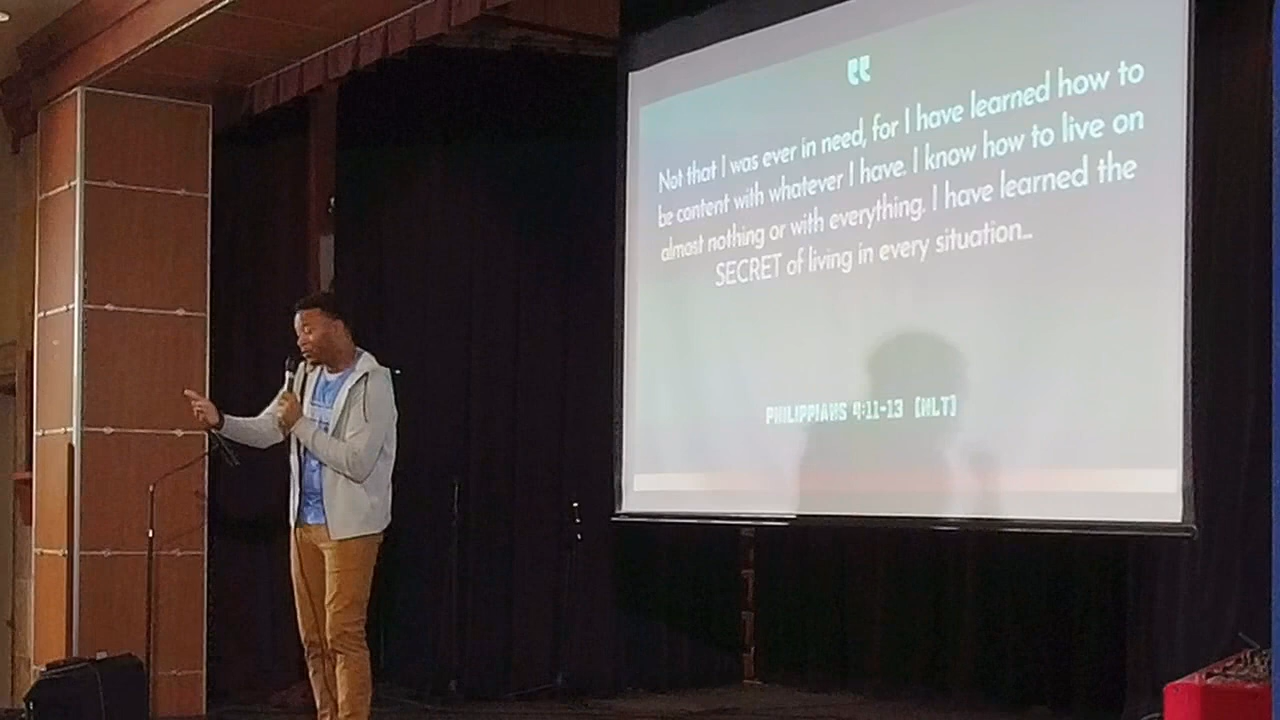 Not that I was ever in need, for I have learned how to
be content with whatever I have. I know how to live on
almost nothing or with everything. I have learned the
SECRET of living in every situation...
PHILIPPIANS 4:11-13 (NLT)